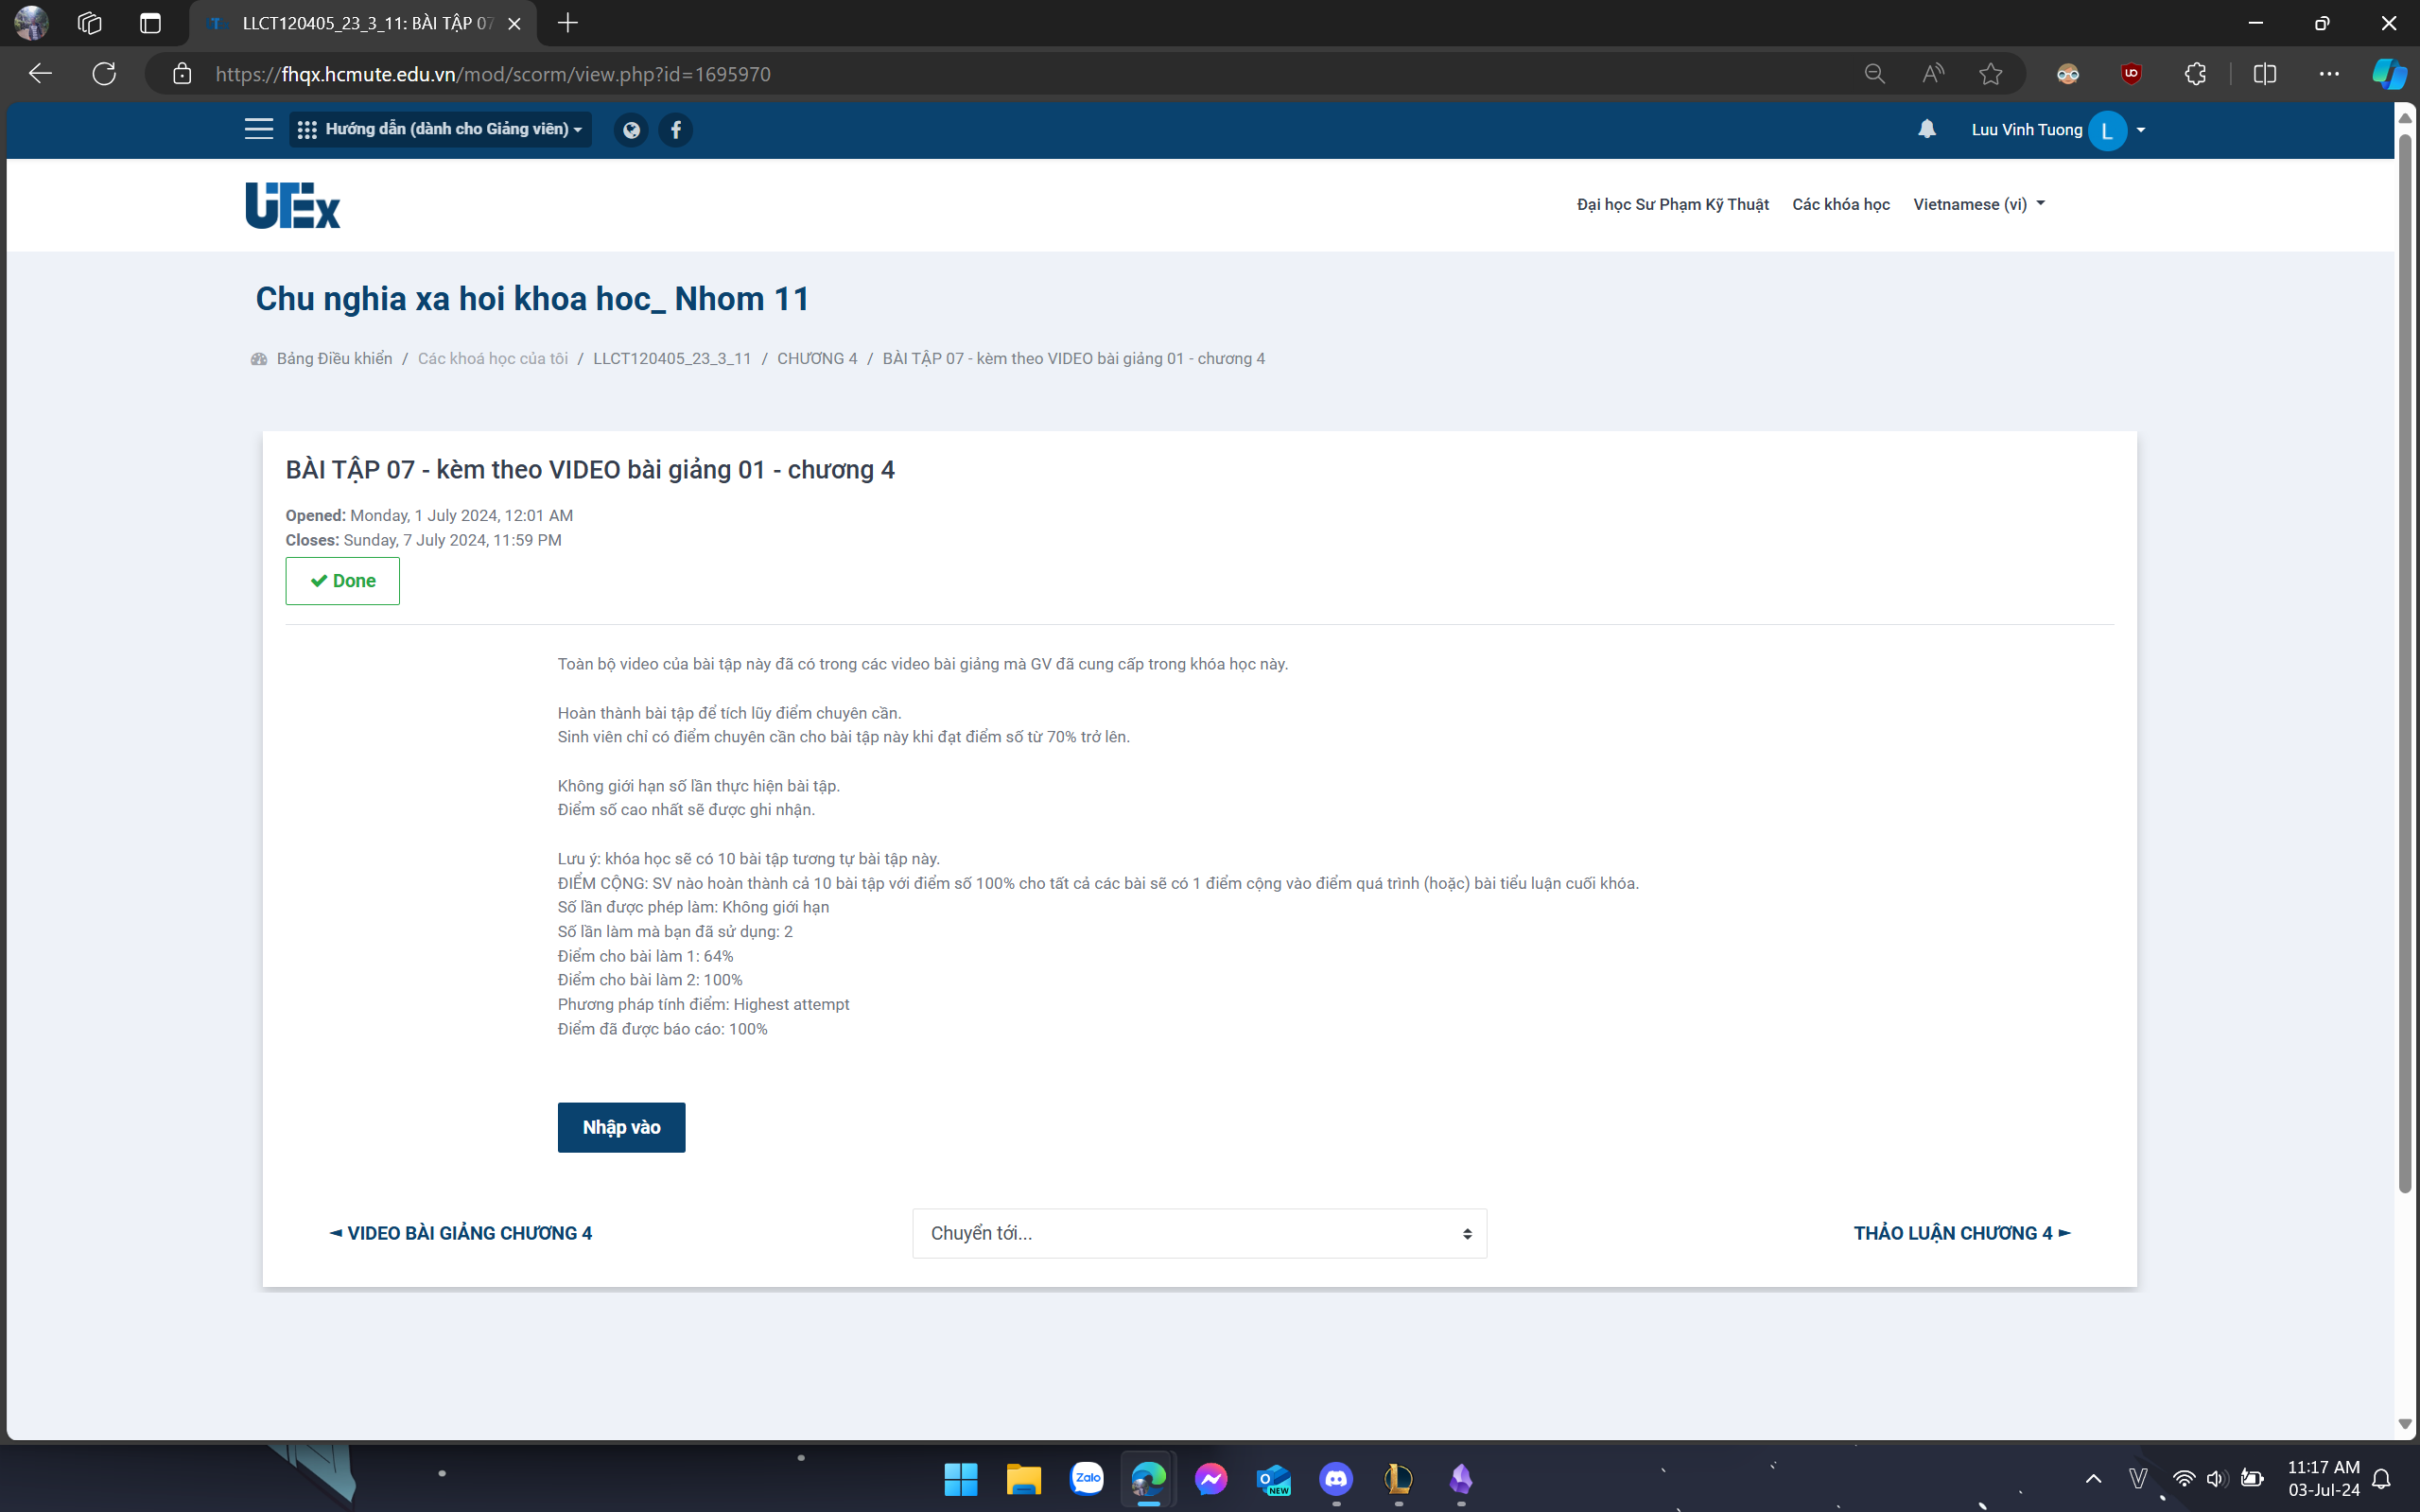 LLCT120405_23_3_11: BÀI TẬP 07
https://fhqx.hcmute.edu.vn/mod/scorm/view.php?id=1695970
Hướng dẫn (dành cho Giảng viên)
Luu Vinh Tuong
L
UTEx
Đại học Sư Phạm Kỹ Thuật Các khóa học Vietnamese (vi)
Chu nghia xa hoi khoa hoc_ Nhom 11
Bảng Điều khiển / Các khoá học của tôi / LLCT120405_23_3_11 / CHƯƠNG 4 / BÀI TẬP 07 - kèm theo VIDEO bài giảng 01 - chương 4
BÀI TẬP 07 - kèm theo VIDEO bài giảng 01 - chương 4
Opened: Monday, 1 July 2024, 12:01 AM
Closes: Sunday, 7 July 2024, 11:59 PM
Done
Toàn bộ video của bài tập này đã có trong các video bài giảng mà GV đã cung cấp trong khóa học này.
Hoàn thành bài tập để tích lũy điểm chuyên cần.
Sinh viên chỉ có điểm chuyên cần cho bài tập này khi đạt điểm số từ 70% trở lên.
Không giới hạn số lần thực hiện bài tập.
Điểm số cao nhất sẽ được ghi nhận.
Lưu ý: khóa học sẽ có 10 bài tập tương tự bài tập này.
ĐIỂM CỘNG: SV nào hoàn thành cả 10 bài tập với điểm số 100% cho tất cả các bài sẽ có 1 điểm cộng vào điểm quá trình (hoặc) bài tiểu luận cuối khóa.
Số lần được phép làm: Không giới hạn
Số lần làm mà bạn đã sử dụng: 2
Điểm cho bài làm 1: 64%
Điểm cho bài làm 2: 100%
Phương pháp tính điểm: Highest attempt
Điểm đã được báo cáo: 100%
Nhập vào
◄ VIDEO BÀI GIẢNG CHƯƠNG 4
Chuyển tới...
THẢO LUẬN CHƯƠNG 4 ►
Zalo
NEW
11:17 AM
03-Jul-24